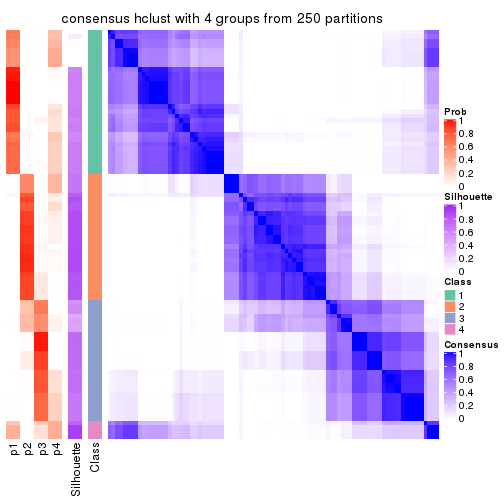 consensus hclust with 4 groups from 250 partitions
Prob
1
0.8
0.6
0.4
0.2
0
Silhouette
1
0.8
0.6
0.4
0.2
0
Class
1
2
3
4
Consensus
1
0.8
0.6
0.4
0.2
0
p1
p2
p3
p4
Silhouette
Class